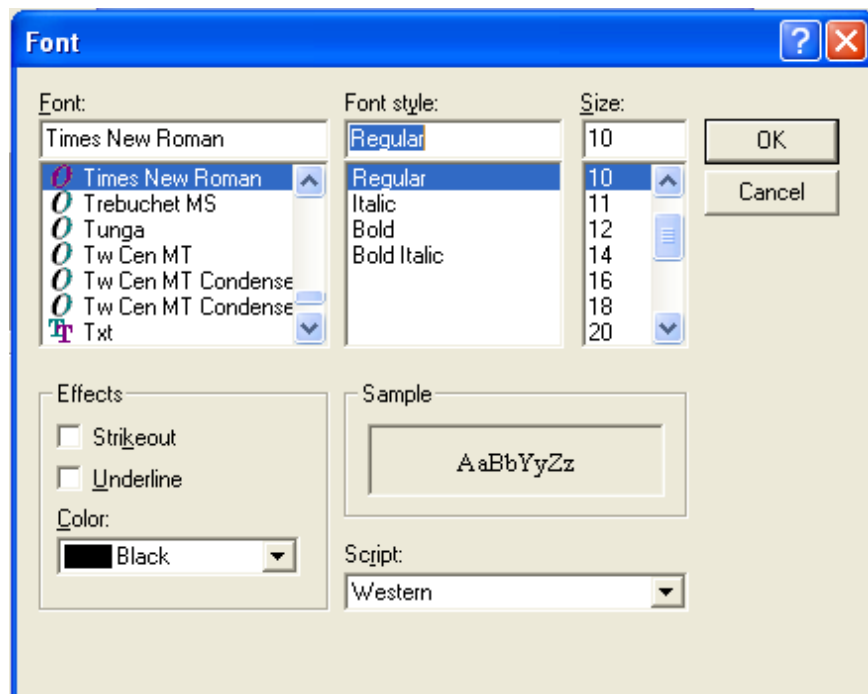 Font
Font:
Times New Roman
Times New Roman
Trebuchet MS
Tunga
Tw Cen MT
Tw Cen MT Condense
Tw Cen MT Condense
Txt
Font style:
Regular
Regular
Italic
Bold
Bold Italic
Size:
10
10
11
12
14
16
18
20
OK
Cancel
Effects
Strikeout
Underline
Color:
Black
Sample
AaBbYyZz
Script:
Western